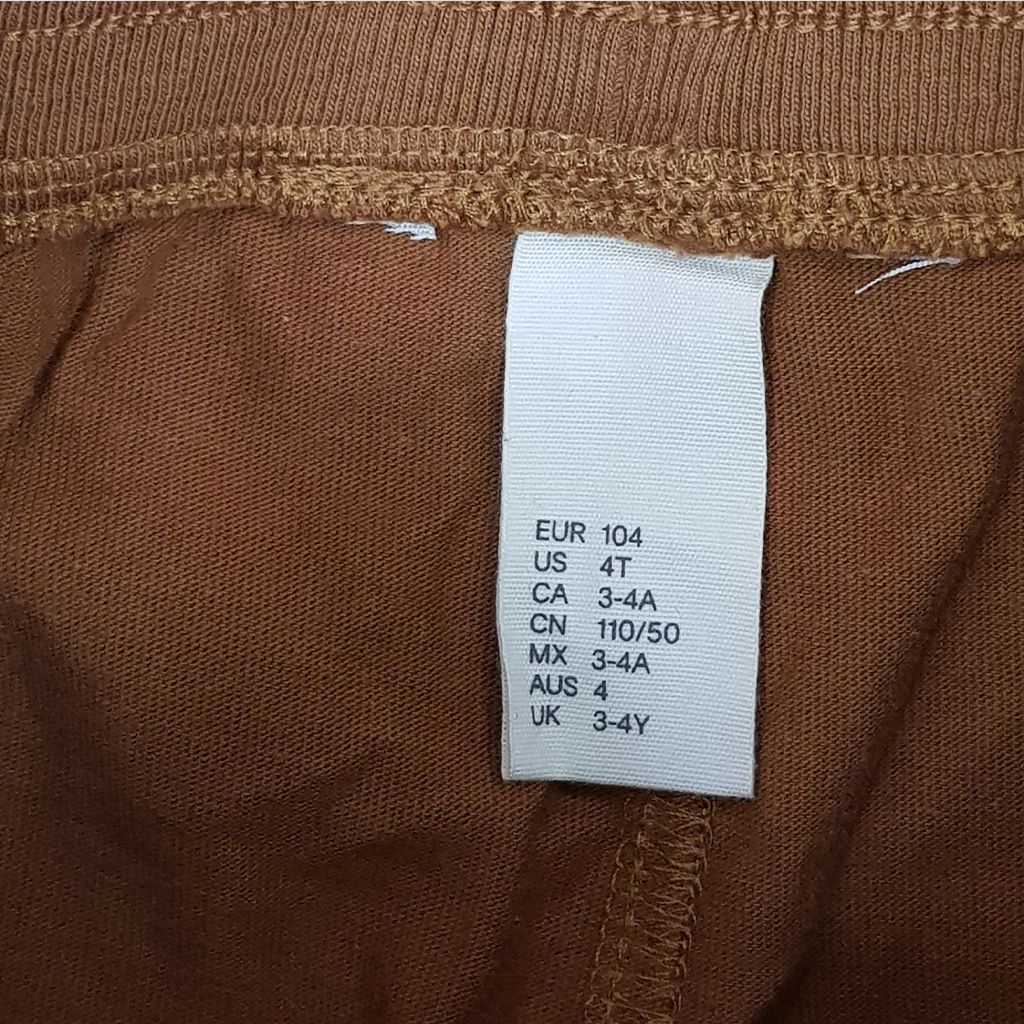 EUR 104
US 4T
CA 3-4A
CN 110/50
MX 3-4A
AUS 4
UK 3-4Y